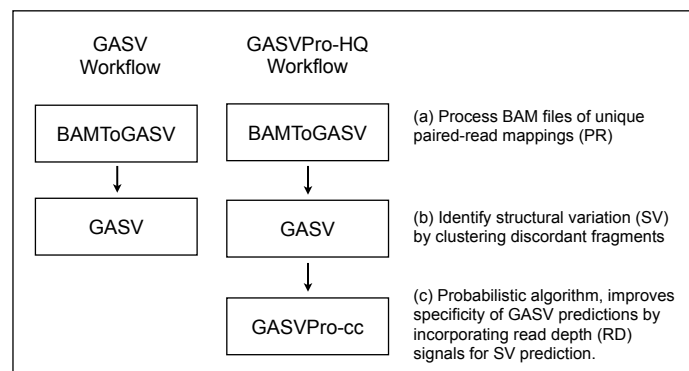 GASV
Workflow
GASVPro-HQ
Workflow
BAMToGASV
BAMToGASV
(a) Process BAM files of unique
paired-read mappings (PR)
GASV
GASV
(b) Identify structural variation (SV)
by clustering discordant fragments
GASVPro-cc
(c) Probabilistic algorithm, improves
specificity of GASV predictions by
incorporating read depth (RD)
signals for SV prediction.